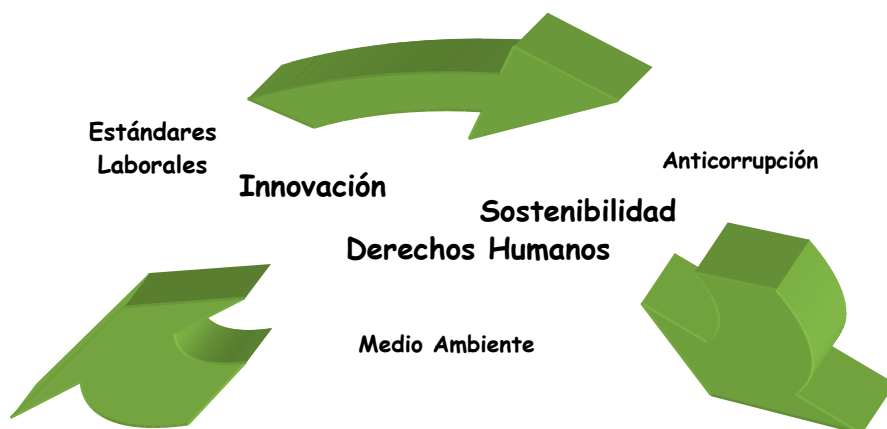 Estándares
Laborales
Anticorrupción
Innovación
Sostenibilidad
Derechos Humanos
Medio Ambiente